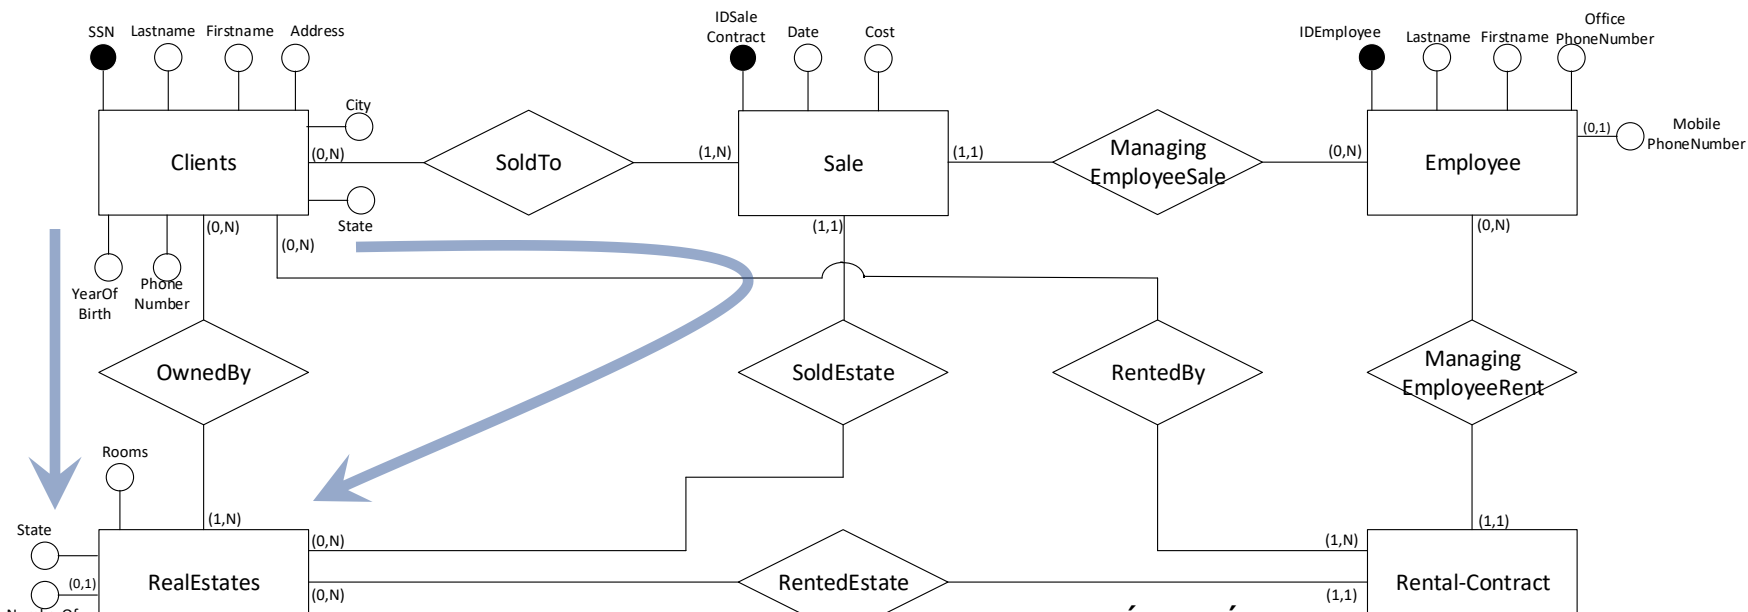 SSN
Lastname
Firstname
Address
IDSale
Contract
Date
Cost
IDEmployee
Lastname
Firstname
Office
PhoneNumber
City
Clients
(0,N)
SoldTo
(1,N)
Sale
(1,1)
Managing
EmployeeSale
(0,N)
Employee
(0,1)
Mobile
PhoneNumber
State
(0,N)
(0,N)
(1,1)
(0,N)
YearOf
Birth
Phone
Number
OwnedBy
SoldEstate
RentedBy
Managing
EmployeeRent
Rooms
(1,N)
(1,1)
State
(0,N)
(1,N)
(0,1)
RealEstates
(0,N)
RentedEstate
(1,1)
Rental-Contract